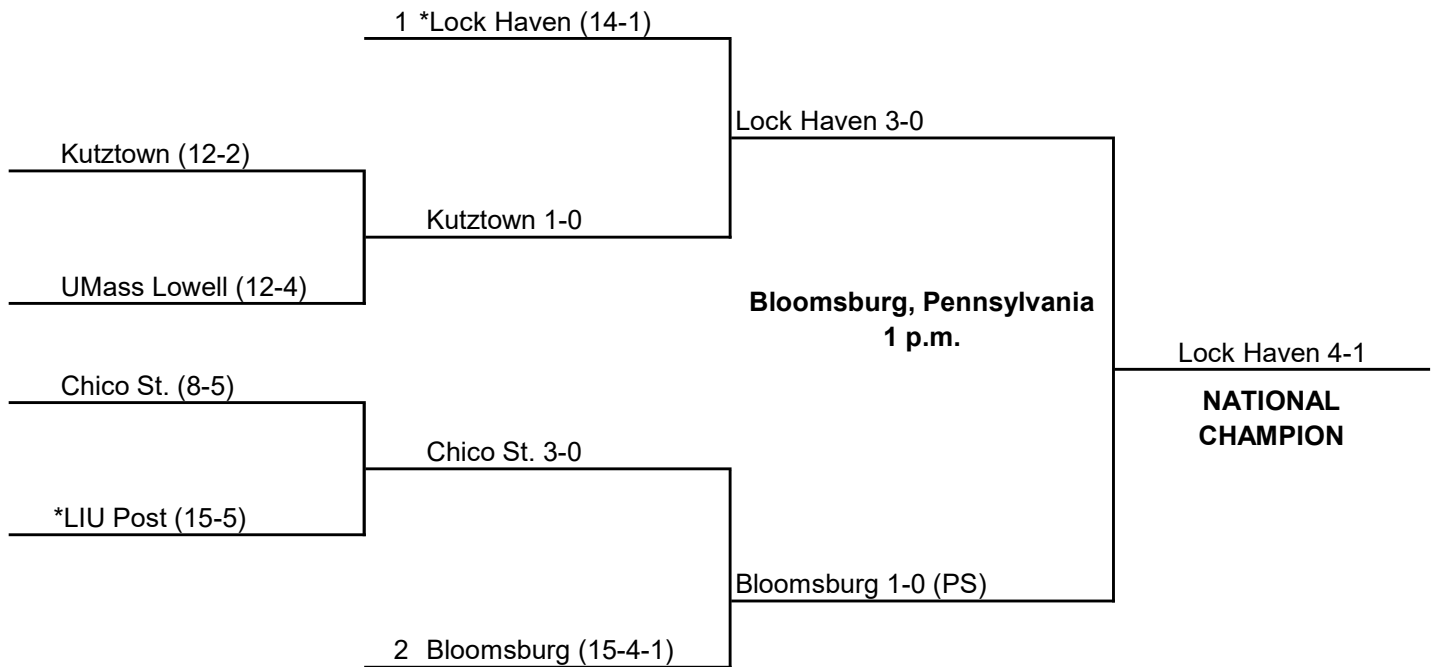 1 *Lock Haven (14-1)
Lock Haven 3-0
Kutztown (12-2)
Kutztown 1-0
UMass Lowell (12-4)
Bloomsburg, Pennsylvania
1 p.m.
Lock Haven 4-1
Chico St. (8-5)
NATIONAL
CHAMPION
Chico St. 3-0
*LIU Post (15-5)
Bloomsburg 1-0 (PS)
2 Bloomsburg (15-4-1)